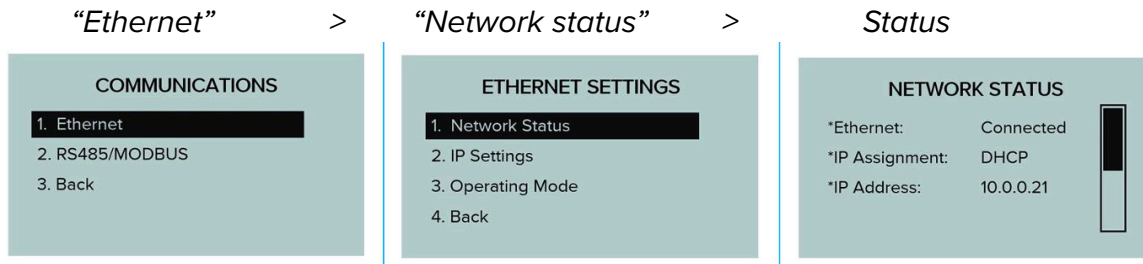 “Ethernet” > “Network status” > Status
COMMUNICATIONS
1. Ethernet
2. RS485/MODBUS
3. Back
ETHERNET SETTINGS
1. Network Status
2. IP Settings
3. Operating Mode
4. Back
NETWORK STATUS
*Ethernet: Connected
*IP Assignment: DHCP
*IP Address: 10.0.0.21